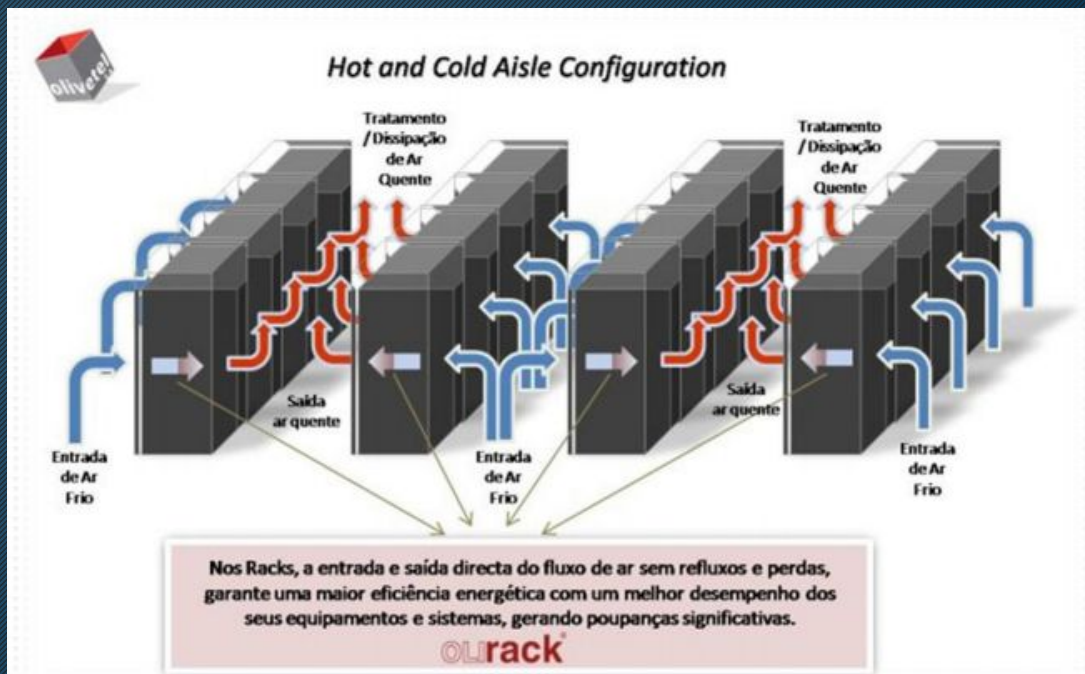 olivetel
Hot and Cold Aisle Configuration
Tratamento
/ Dissipação
de Ar
Quente
Tratamento
/ Dissipação
de Ar
Quente
Saída
ar quente
Saída
ar quente
Entrada
de Ar
Frio
Entrada
de Ar
Frio
Entrada
de Ar
Frio
Nos Racks, a entrada e saída directa do fluxo de ar sem refluxos e perdas,
garante uma maior eficiência energética com um melhor desempenho dos
seus equipamentos e sistemas, gerando poupanças significativas.
olirack®